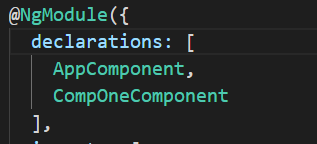 @NgModule({
declarations: [
AppComponent,
CompOneComponent
],